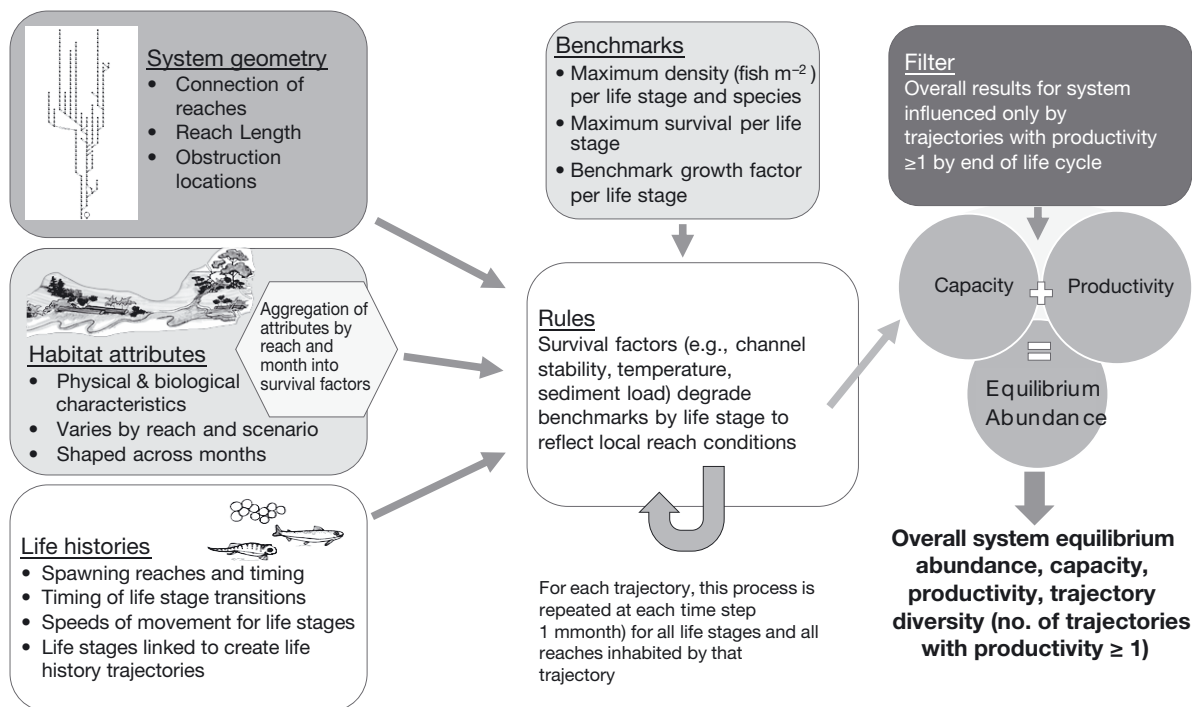 System geometry
• Connection of
reaches
• Reach Length
• Obstruction
locations
Habitat attributes
• Physical & biological
characteristics
• Varies by reach and scenario
• Shaped across months
Aggregation of
attributes by
reach and
month into
survival factors
Life histories
• Spawning reaches and timing
• Timing of life stage transitions
• Speeds of movement for life stages
• Life stages linked to create life
history trajectories
Benchmarks
• Maximum density (fish m⁻²)
per life stage and species
• Maximum survival per life
stage
• Benchmark growth factor
per life stage
Rules
Survival factors (e.g., channel
stability, temperature,
sediment load) degrade
benchmarks by life stage to
reflect local reach conditions
For each trajectory, this process is
repeated at each time step
1 mmonth) for all life stages and all
reaches inhabited by that
trajectory
Filter
Overall results for system
influenced only by
trajectories with productivity
≥1 by end of life cycle
Capacity + Productivity
=
Equilibrium
Abundance
Overall system equilibrium
abundance, capacity,
productivity, trajectory
diversity (no. of trajectories
with productivity ≥ 1)